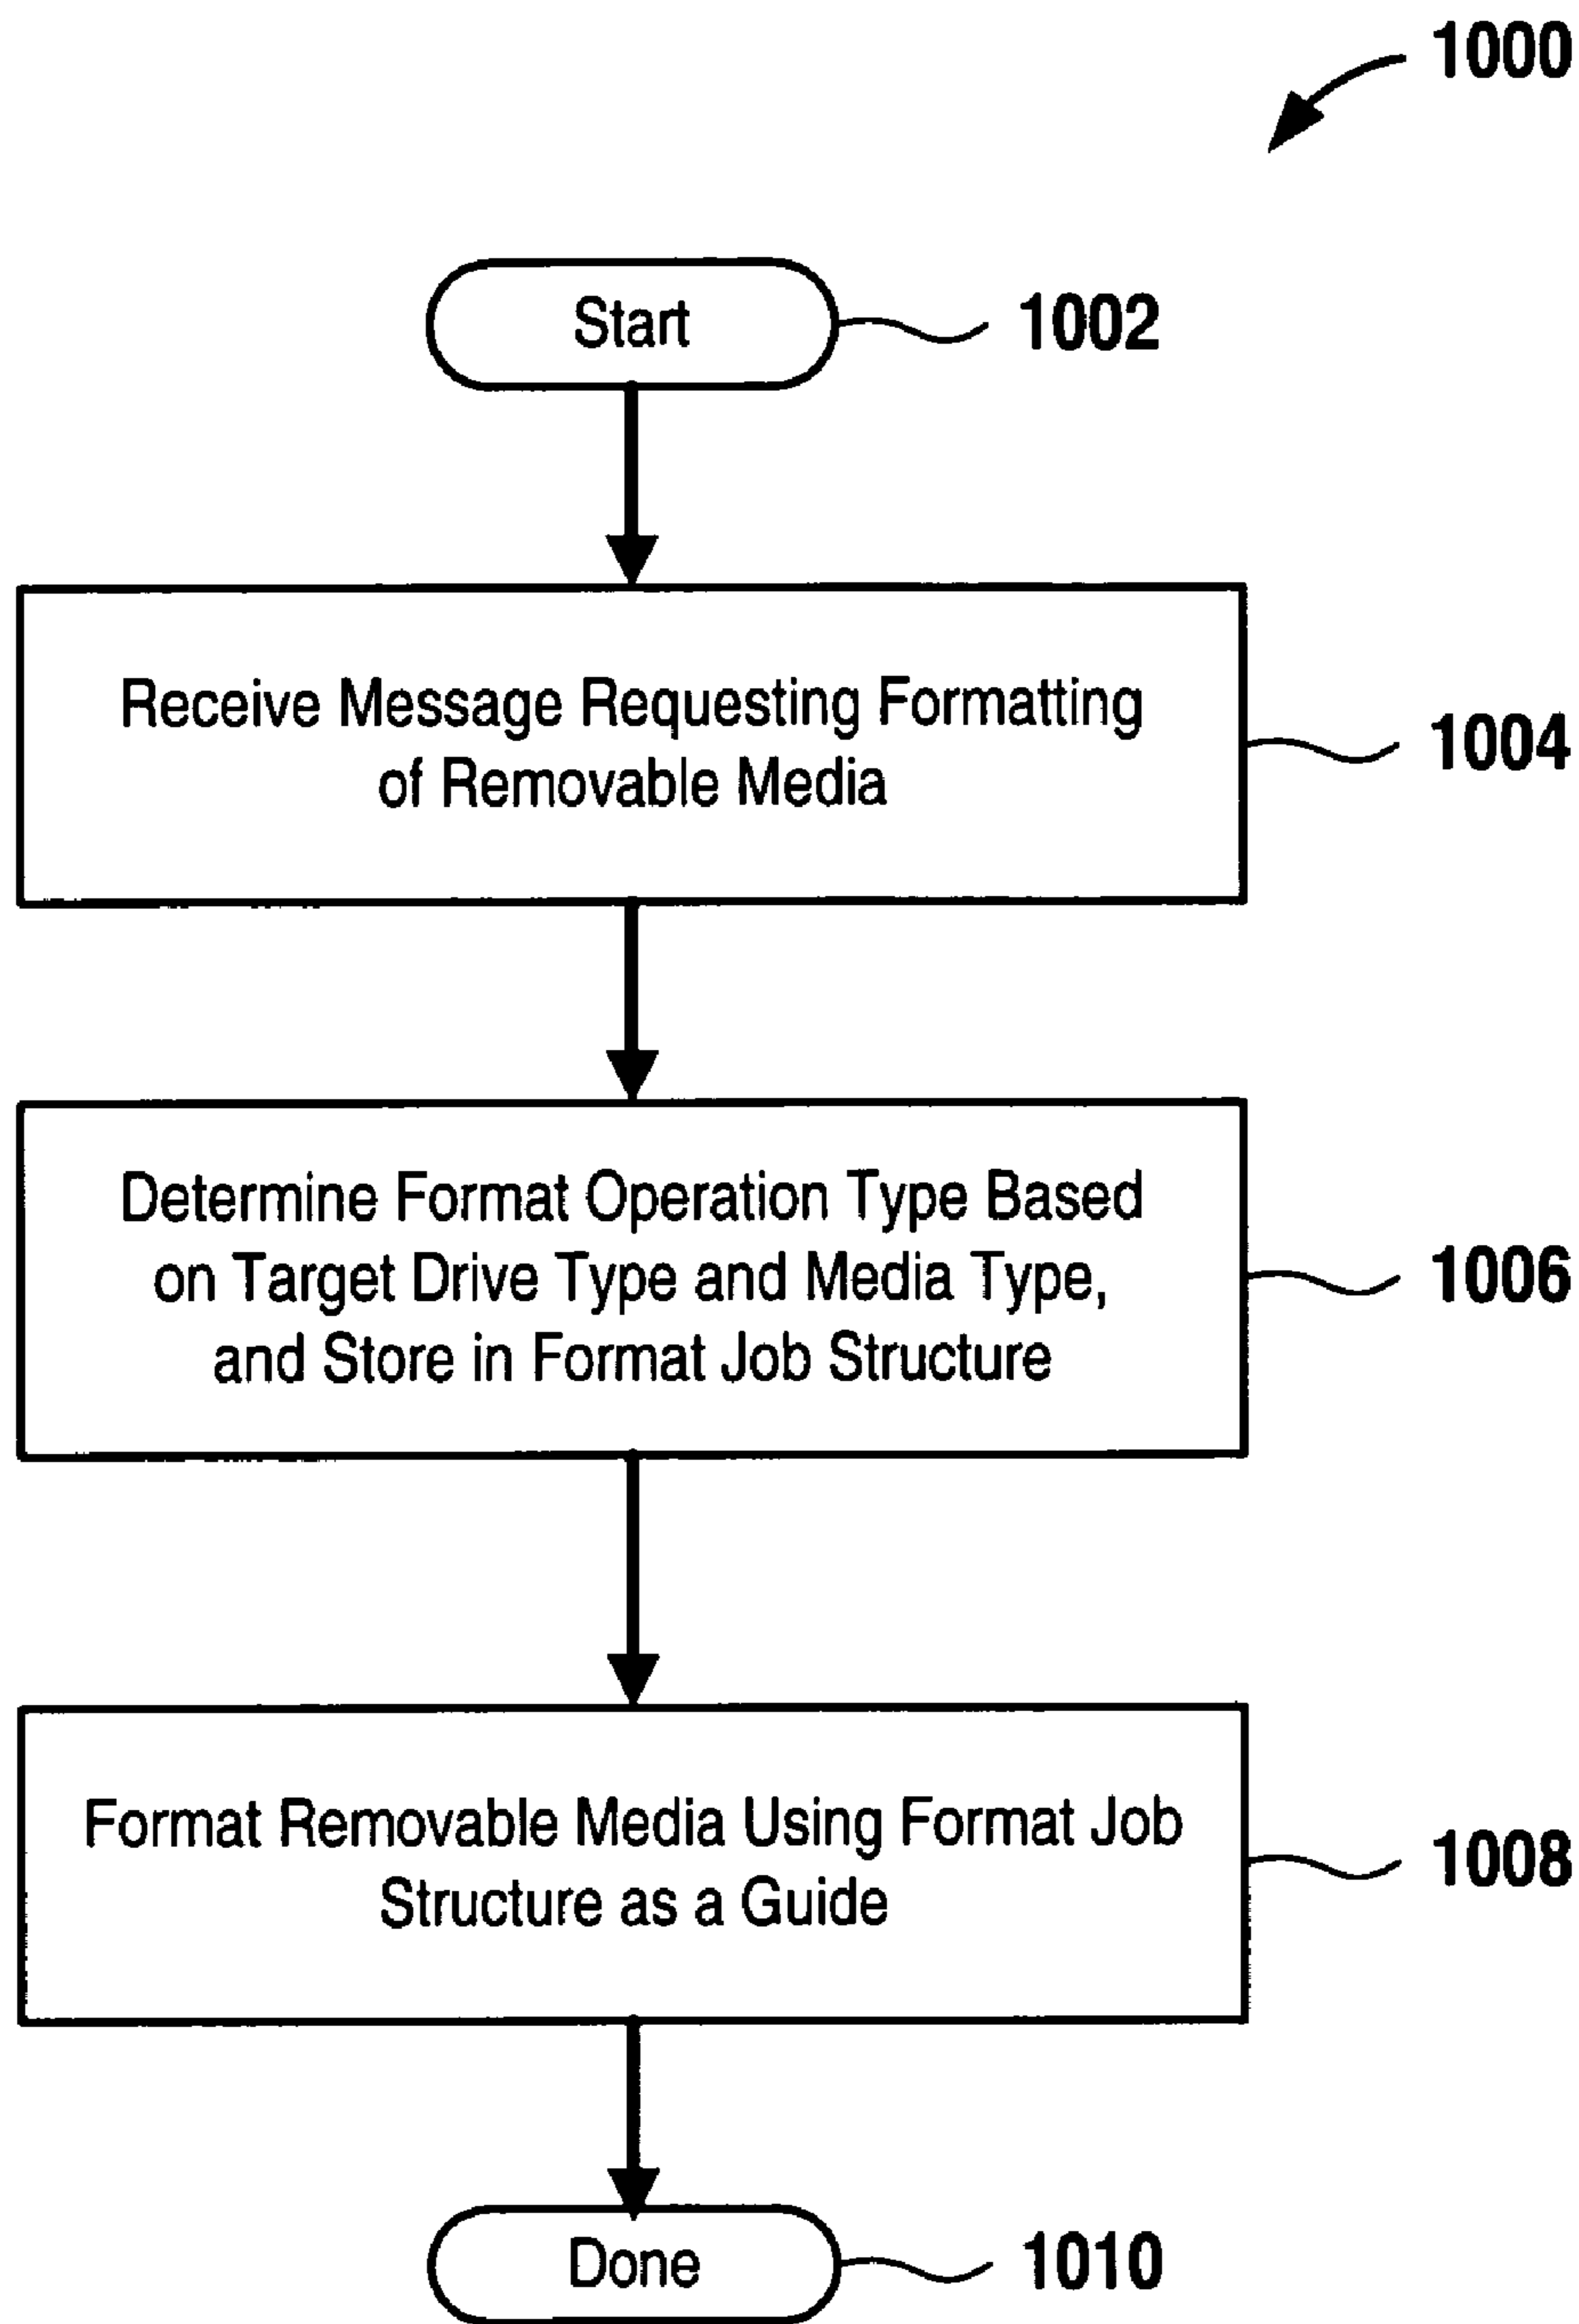 1000
Start
1002
Receive Message Requesting Formatting
of Removable Media
1004
Determine Format Operation Type Based
on Target Drive Type and Media Type,
and Store in Format Job Structure
1006
Format Removable Media Using Format Job
Structure as a Guide
1008
Done
1010